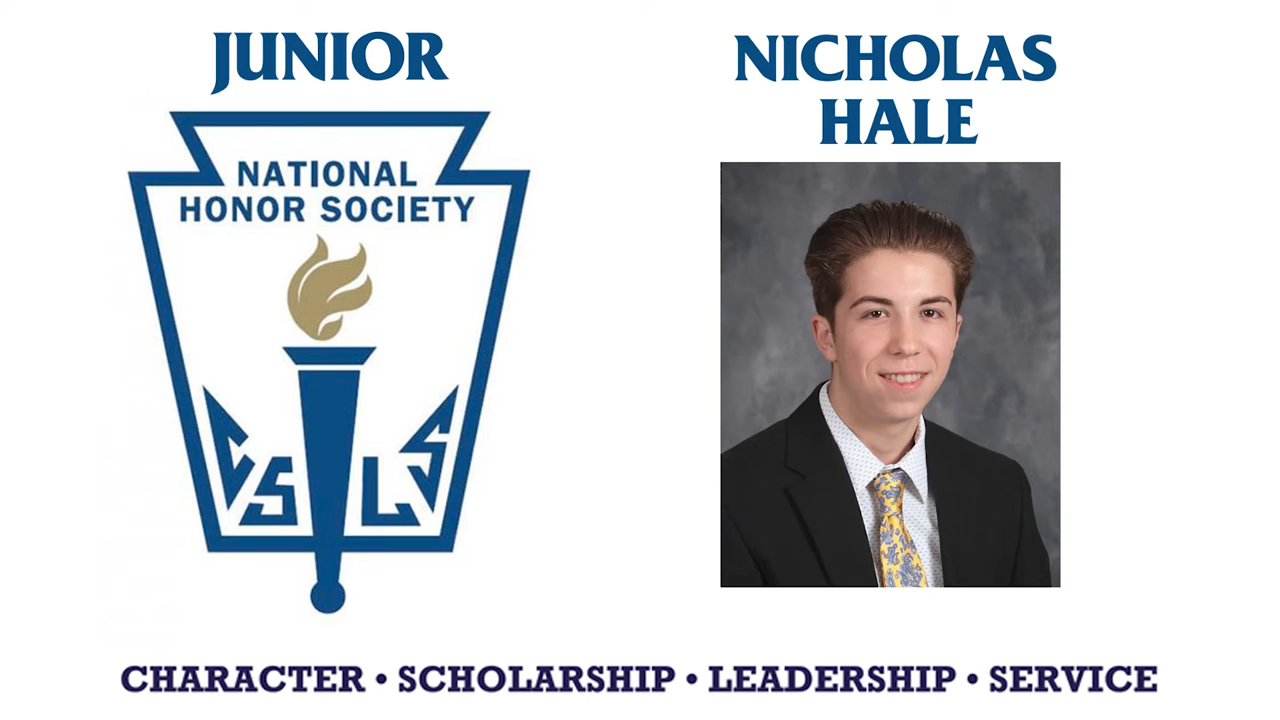 JUNIOR
NATIONAL
HONOR SOCIETY
C S L S
NICHOLAS
HALE
CHARACTER • SCHOLARSHIP • LEADERSHIP • SERVICE